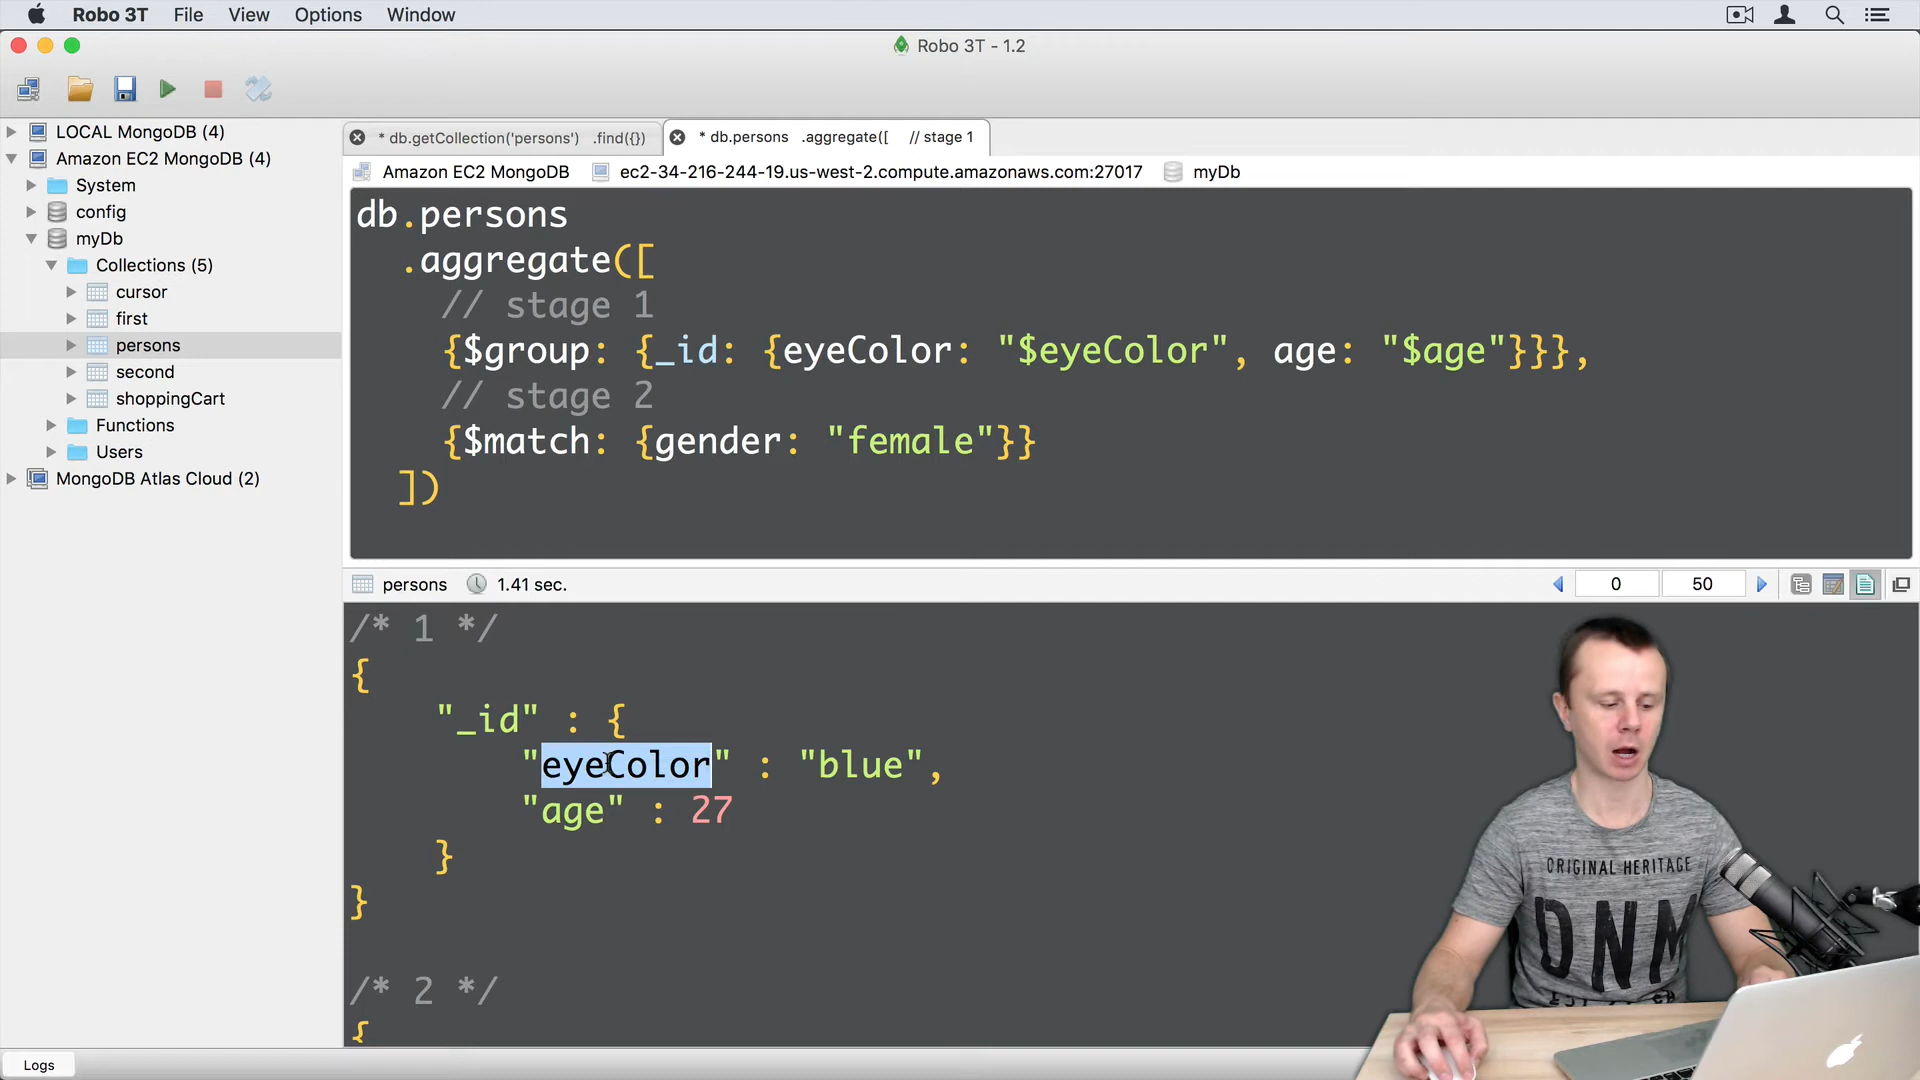 Robo 3T File View Options Window
Robo 3T - 1.2
LOCAL MongoDB (4)
Amazon EC2 MongoDB (4)
System
config
myDb
Collections (5)
cursor
first
persons
second
shoppingCart
Functions
Users
MongoDB Atlas Cloud (2)
* db.getCollection('persons') .find({})
* db.persons .aggregate([ // stage 1
Amazon EC2 MongoDB ec2-34-216-244-19.us-west-2.compute.amazonaws.com:27017 myDb
db.persons
.aggregate([
// stage 1
{$group: {_id: {eyeColor: "$eyeColor", age: "$age"}}},
// stage 2
{$match: {gender: "female"}}
])
persons 1.41 sec. 0 50
/* 1 */
{
"_id" : {
"eyeColor" : "blue",
"age" : 27
}
}
/* 2 */
{
ORIGINAL HERITAGE
DNM
Logs